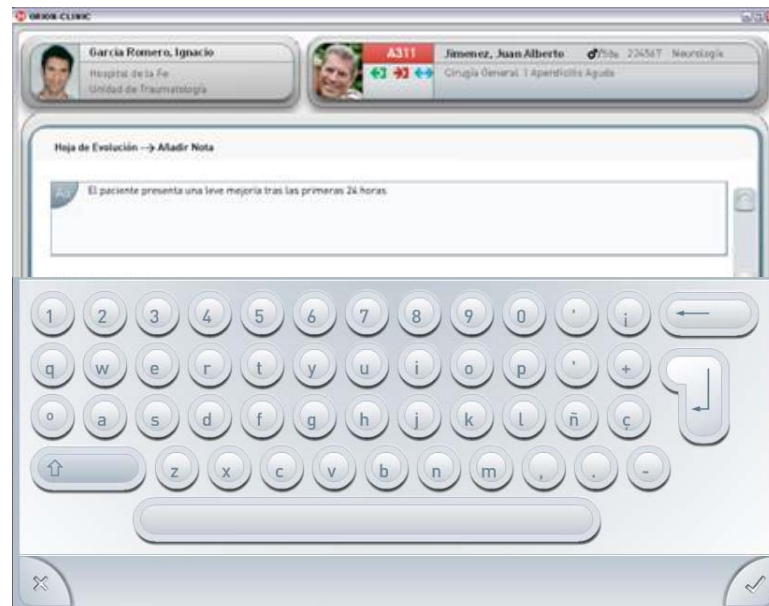 ORION-CLINIC
García Romero, Ignacio
Hospital de la Fe
Unidad de Traumatología
A311
Jimenez, Juan Alberto
Neurología
Cirugía General | Apendicitis Aguda
Hoja de Evolución --> Añadir Nota
El paciente presenta una leve mejoría tras las primeras 24 horas
1 2 3 4 5 6 7 8 9 0 ' ¡
q w e r t y u i o p +
º a s d f g h j k l ñ ç
z x c v b n m , . -